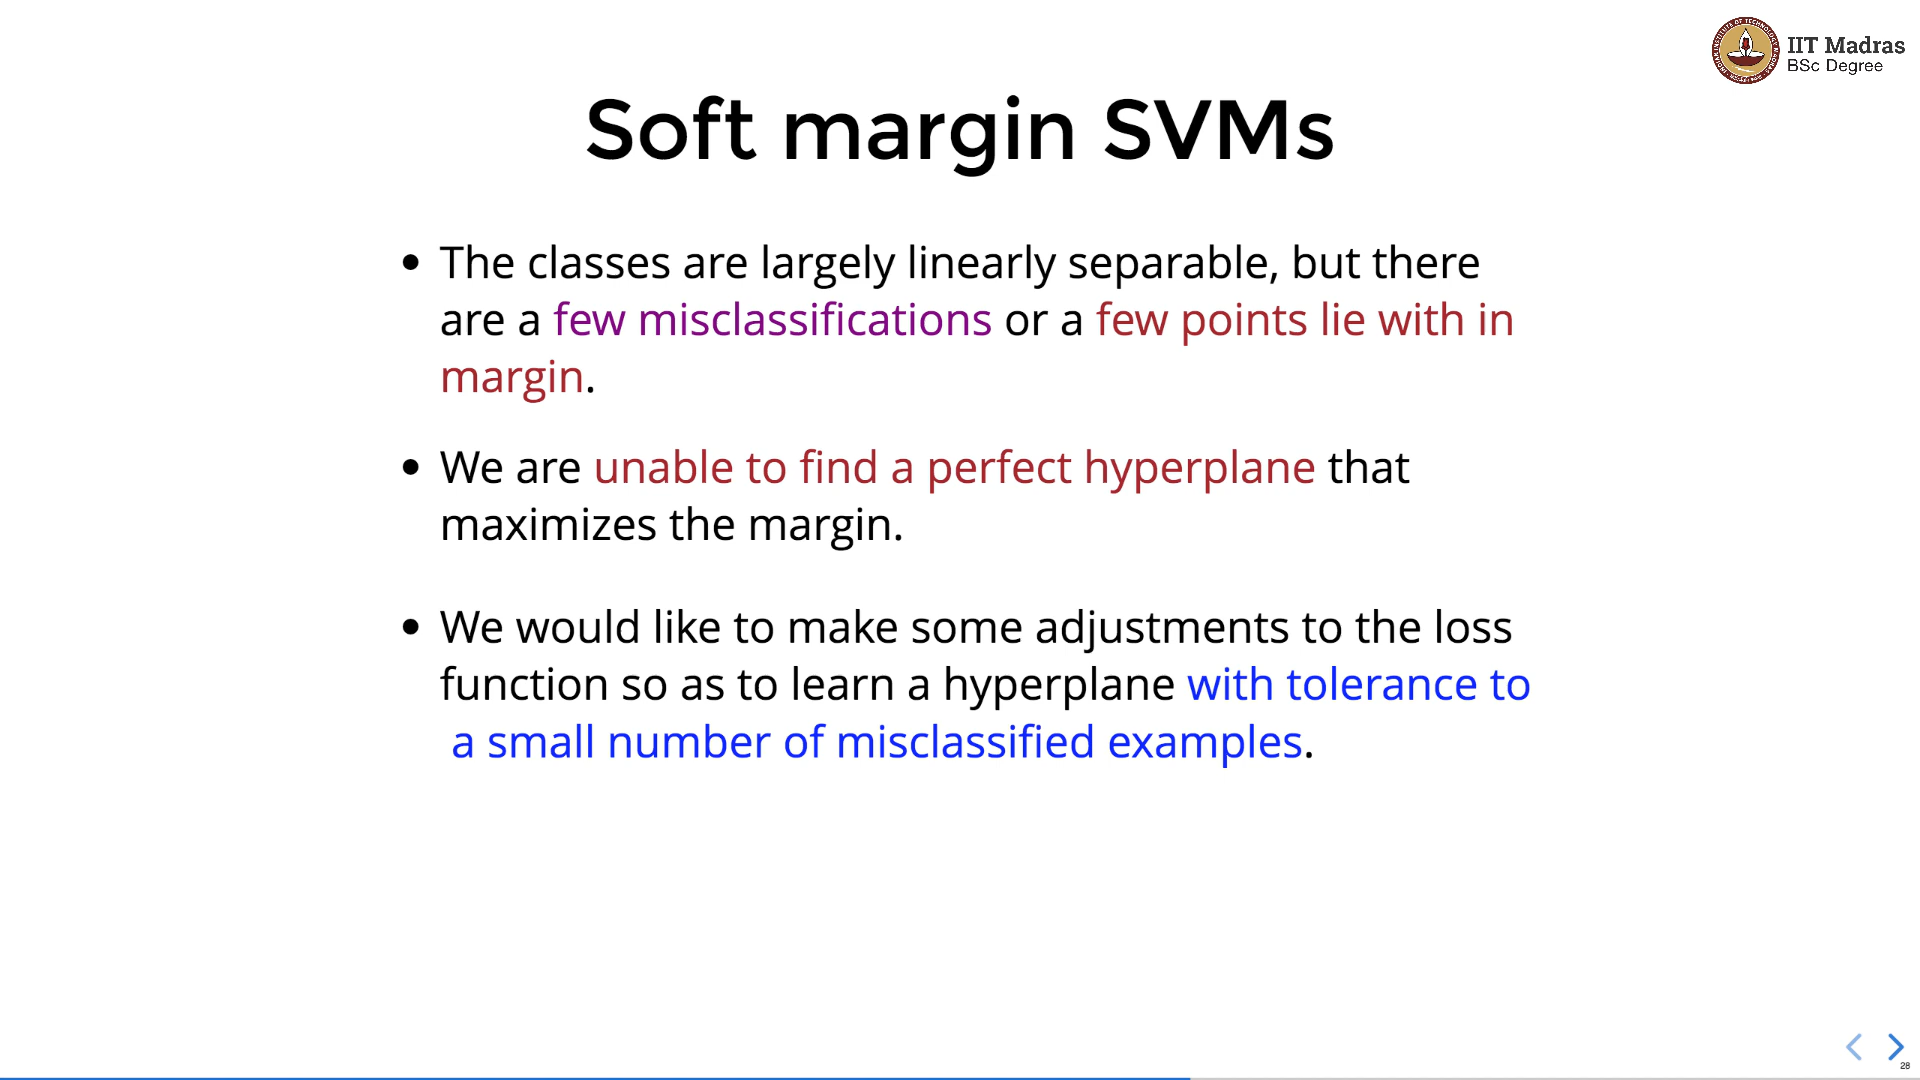 IIT Madras
BSc Degree
Soft margin SVMs
• The classes are largely linearly separable, but there
are a few misclassifications or a few points lie with in
margin.
• We are unable to find a perfect hyperplane that
maximizes the margin.
• We would like to make some adjustments to the loss
function so as to learn a hyperplane with tolerance to
a small number of misclassified examples.
28